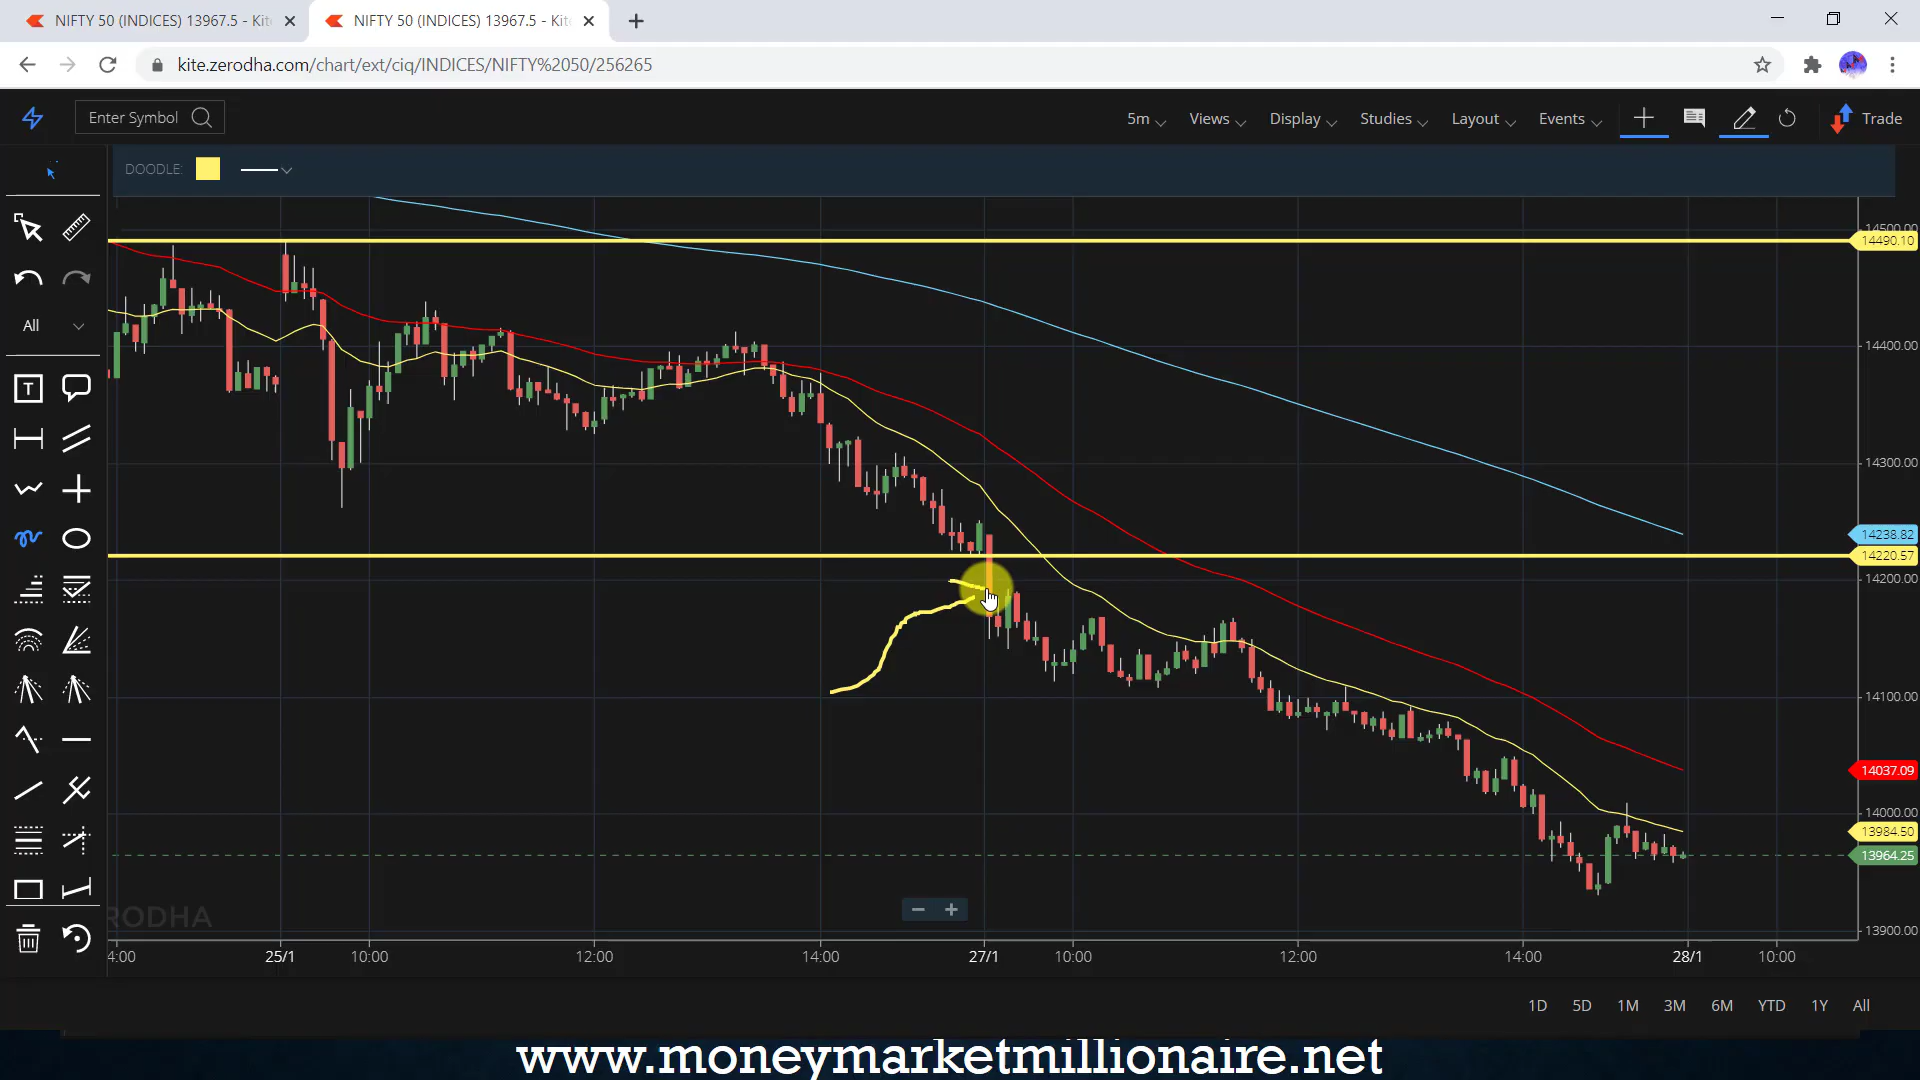 NIFTY 50 (INDICES) 13967.5 - Kit
NIFTY 50 (INDICES) 13967.5 - Kit
kite.zerodha.com/chart/ext/ciq/INDICES/NIFTY%2050/256265
Enter Symbol
5m
Views
Display
Studies
Layout
Events
Trade
DOODLE:
All
T
14500.00
14490.10
14400.00
14300.00
14238.82
14220.57
14200.00
14100.00
14037.09
14000.00
13984.50
13964.25
13900.00
RODHA
4:00
25/1
10:00
12:00
14:00
27/1
10:00
12:00
14:00
28/1
10:00
1D 5D 1M 3M 6M YTD 1Y All
www.moneymarketmillionaire.net